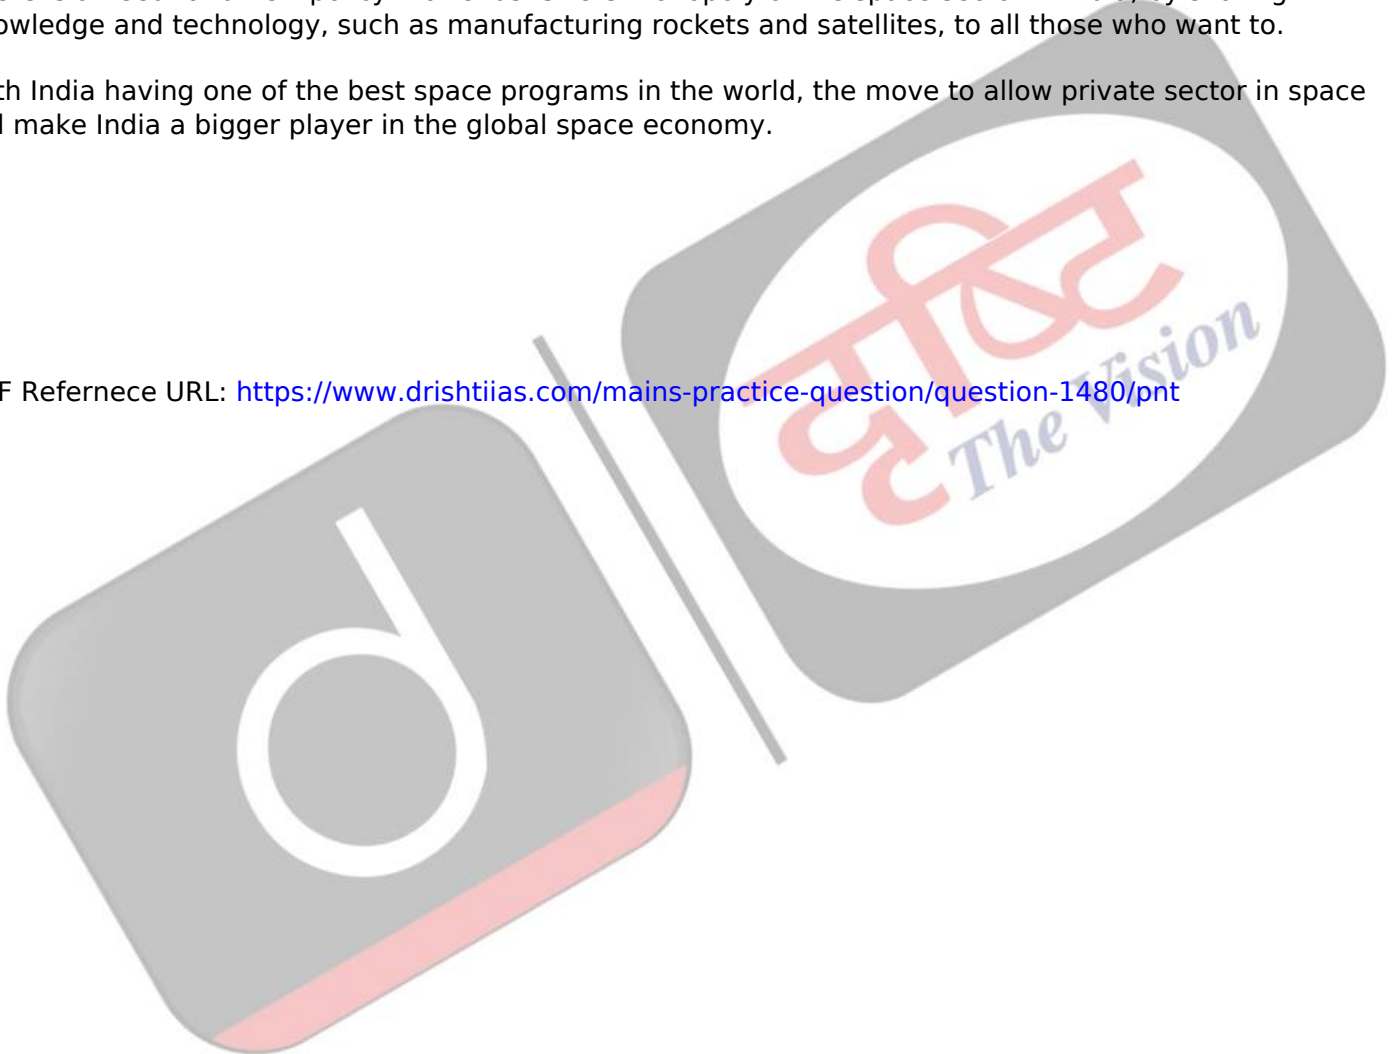 owledge and technology, such as manufacturing rockets and satellites, to all those who want to.
th India having one of the best space programs in the world, the move to allow private sector in space
l make India a bigger player in the global space economy.
F Refernece URL: https://www.drishtiias.com/mains-practice-question/question-1480/pnt
दृष्टि
The Vision
d